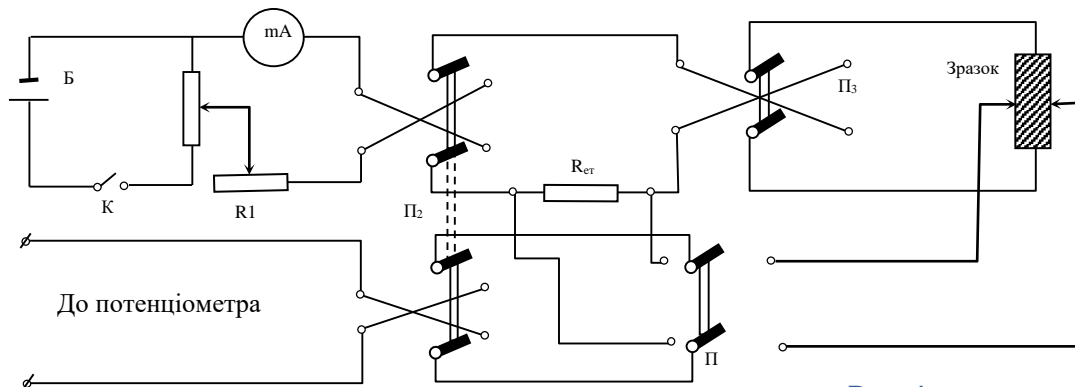 mA
Б
Зразок
П₃
Rет
К
R1
П₂
До потенціометра
П